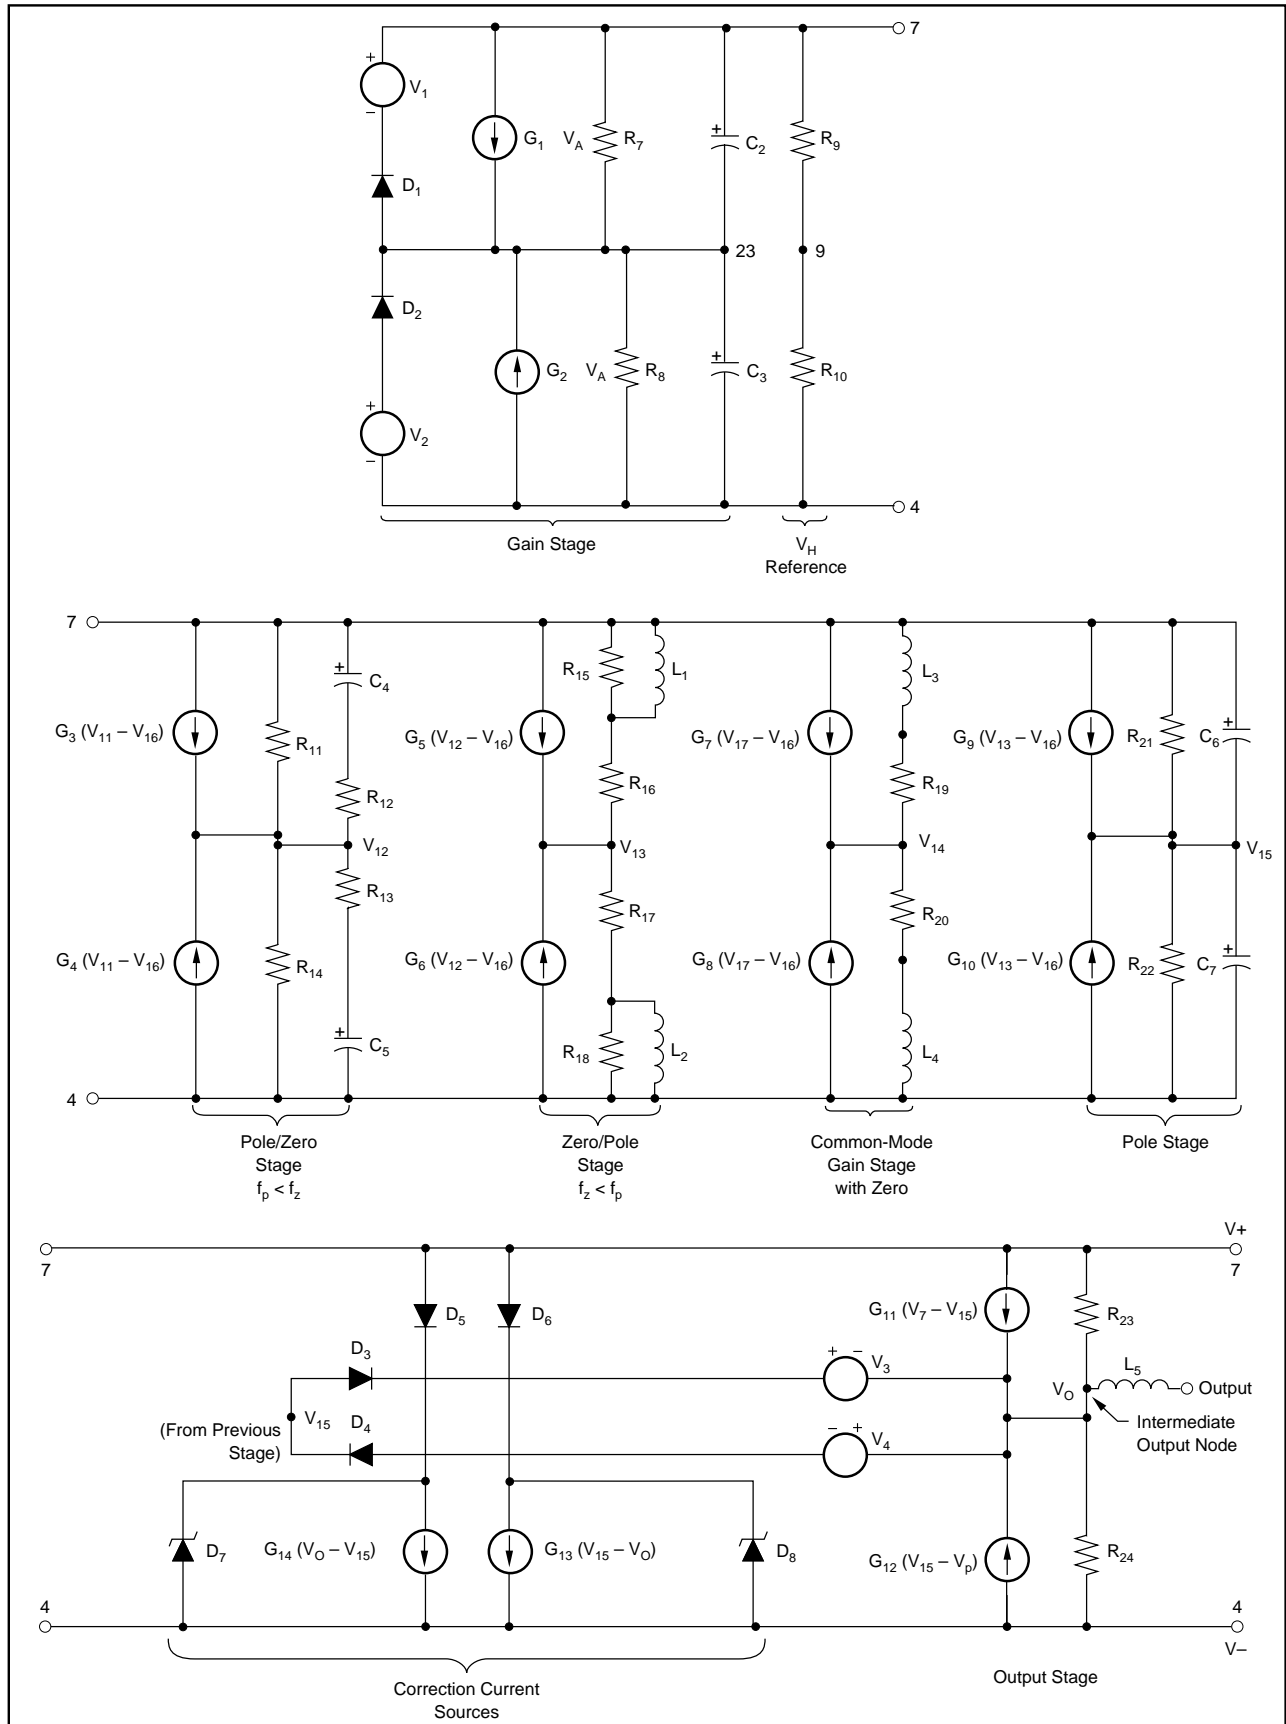 7
+
V1
−
G1
VA
R7
+
C2
R9
D1
23
9
D2
G2
VA
R8
+
C3
R10
+
V2
−
4
Gain Stage
VH
Reference
7
+
C4
R15
L1
L3
G3 (V11 – V16)
R11
G5 (V12 – V16)
G7 (V17 – V16)
G9 (V13 – V16)
R21
+
C6
R12
R16
R19
V12
V13
V14
V15
R13
R17
R20
G4 (V11 – V16)
R14
G6 (V12 – V16)
G8 (V17 – V16)
G10 (V13 – V16)
R22
+
C7
+
C5
R18
L2
L4
4
Pole/Zero
Stage
fp < fz
Zero/Pole
Stage
fz < fp
Common-Mode
Gain Stage
with Zero
Pole Stage
7
V+
7
D5
D6
G11 (V7 – V15)
R23
D3
+ −
V3
L5
Output
VO
V15
(From Previous
Stage)
D4
− +
V4
Intermediate
Output Node
D7
G14 (VO – V15)
G13 (V15 – VO)
D8
G12 (V15 – Vp)
R24
4
4
V–
Correction Current
Sources
Output Stage